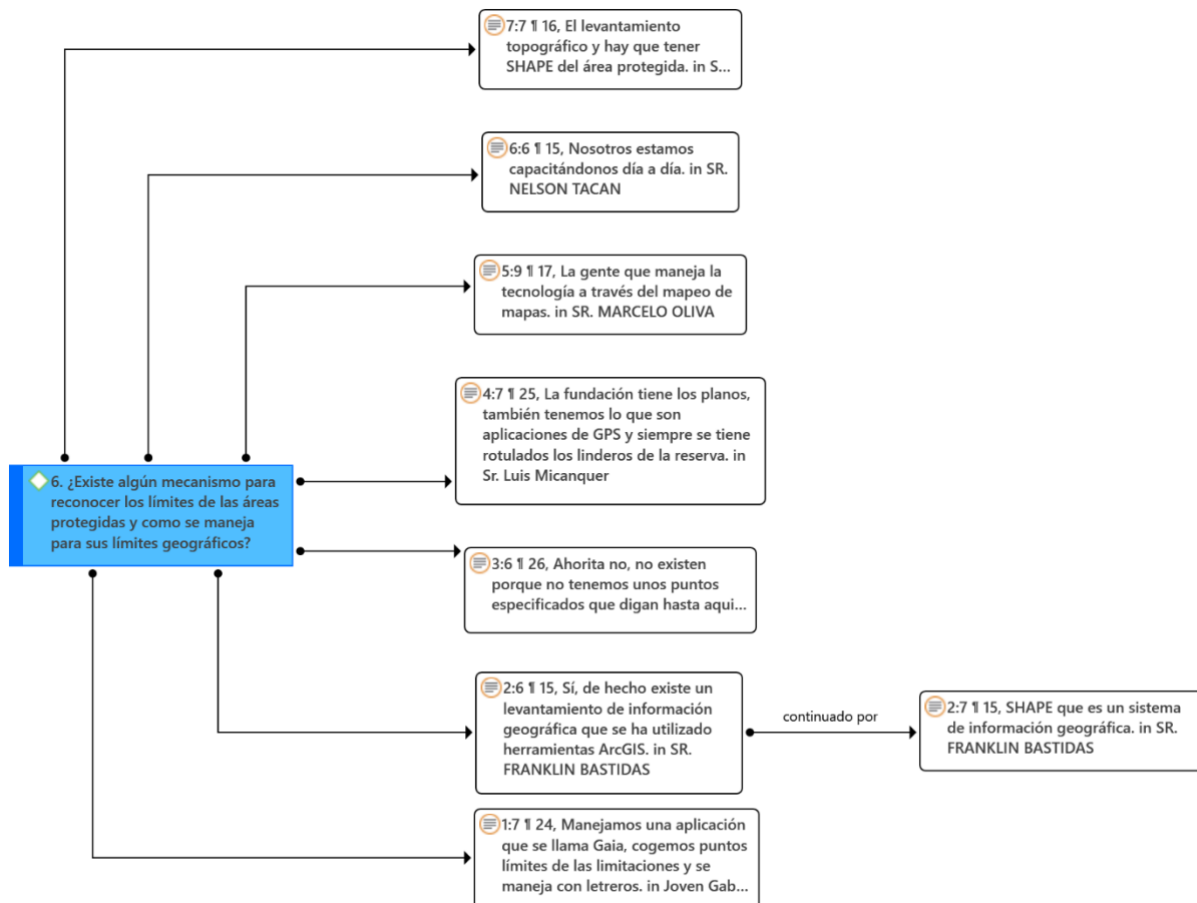 7:7 ¶ 16, El levantamiento
topográfico y hay que tener
SHAPE del área protegida. in S...
6:6 ¶ 15, Nosotros estamos
capacitándonos día a día. in SR.
NELSON TACAN
5:9 ¶ 17, La gente que maneja la
tecnología a través del mapeo de
mapas. in SR. MARCELO OLIVA
4:7 ¶ 25, La fundación tiene los planos,
también tenemos lo que son
aplicaciones de GPS y siempre se tiene
rotulados los linderos de la reserva. in
Sr. Luis Micanquer
6. ¿Existe algún mecanismo para
reconocer los límites de las áreas
protegidas y como se maneja
para sus límites geográficos?
3:6 ¶ 26, Ahorita no, no existen
porque no tenemos unos puntos
especificados que digan hasta aqui...
2:6 ¶ 15, Sí, de hecho existe un
levantamiento de información
geográfica que se ha utilizado
herramientas ArcGIS. in SR.
FRANKLIN BASTIDAS
continuado por
2:7 ¶ 15, SHAPE que es un sistema
de información geográfica. in SR.
FRANKLIN BASTIDAS
1:7 ¶ 24, Manejamos una aplicación
que se llama Gaia, cogemos puntos
límites de las limitaciones y se
maneja con letreros. in Joven Gab...